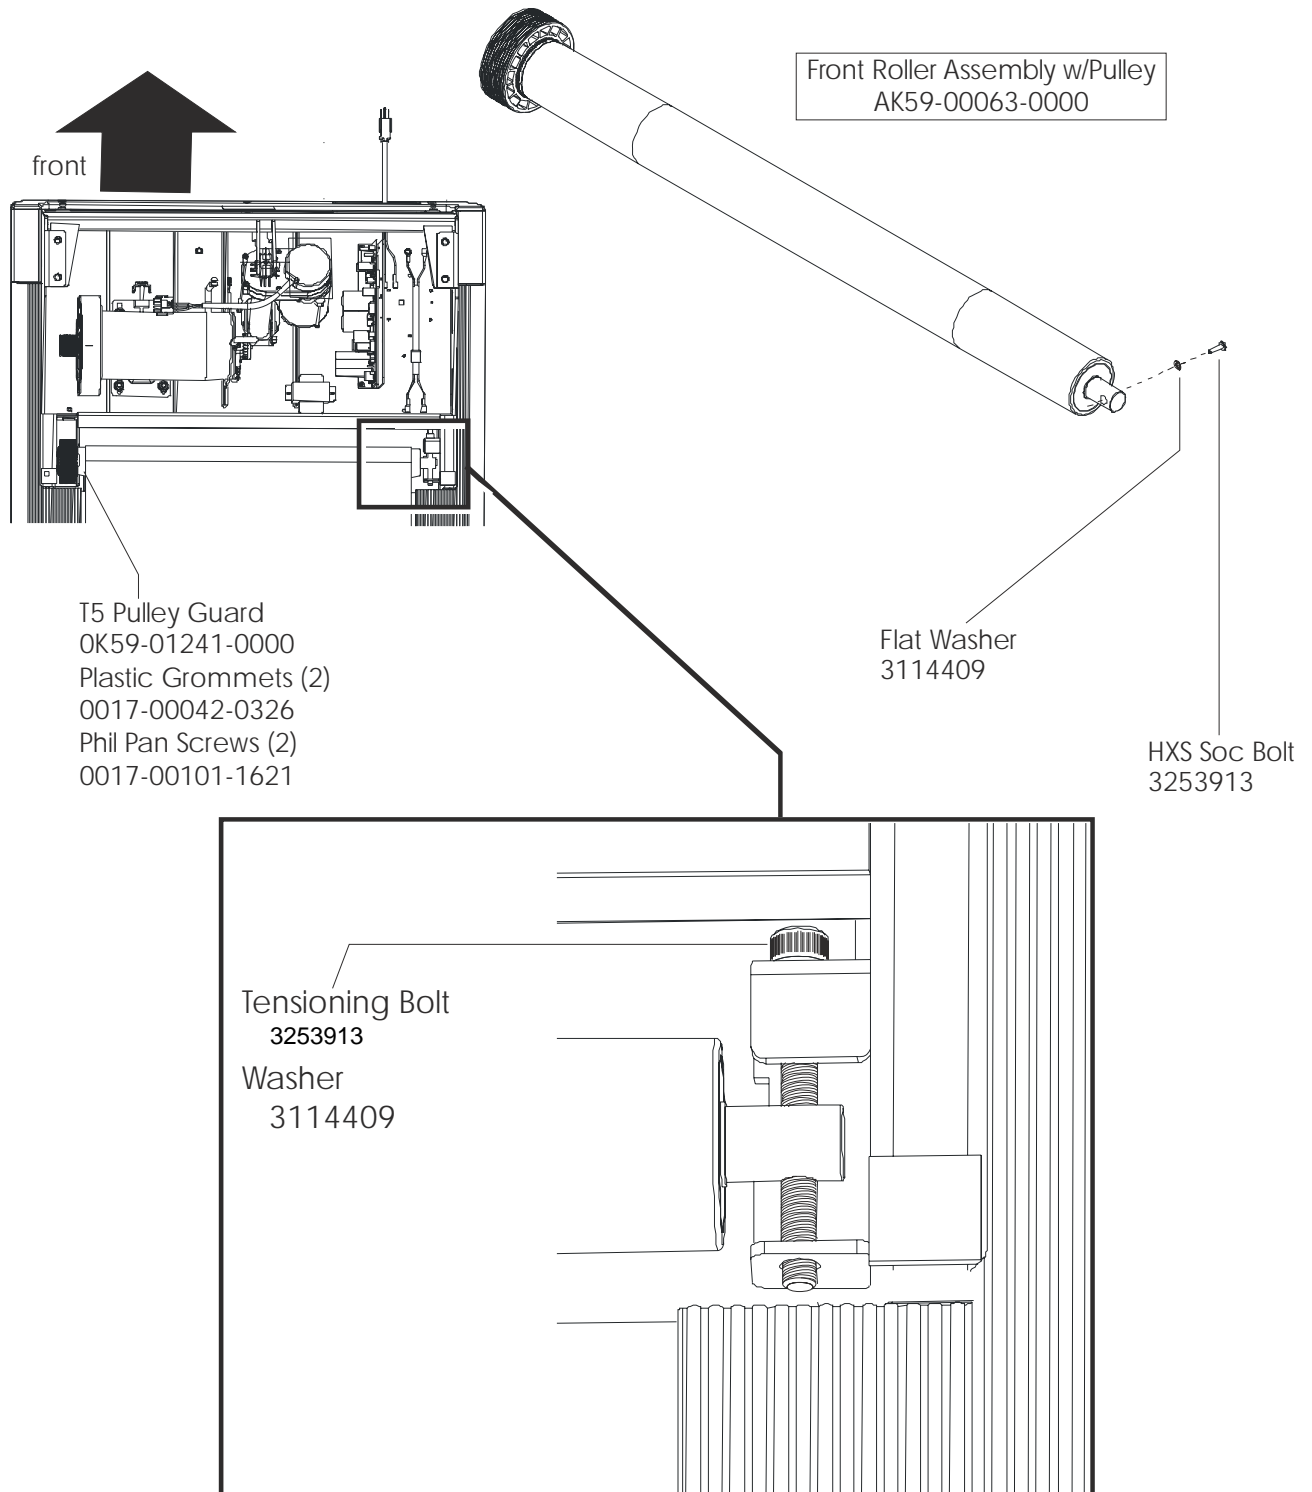 Front Roller Assembly w/Pulley
AK59-00063-0000
front
T5 Pulley Guard
0K59-01241-0000
Plastic Grommets (2)
0017-00042-0326
Phil Pan Screws (2)
0017-00101-1621
Flat Washer
3114409
HXS Soc Bolt
3253913
Tensioning Bolt
3253913
Washer
3114409